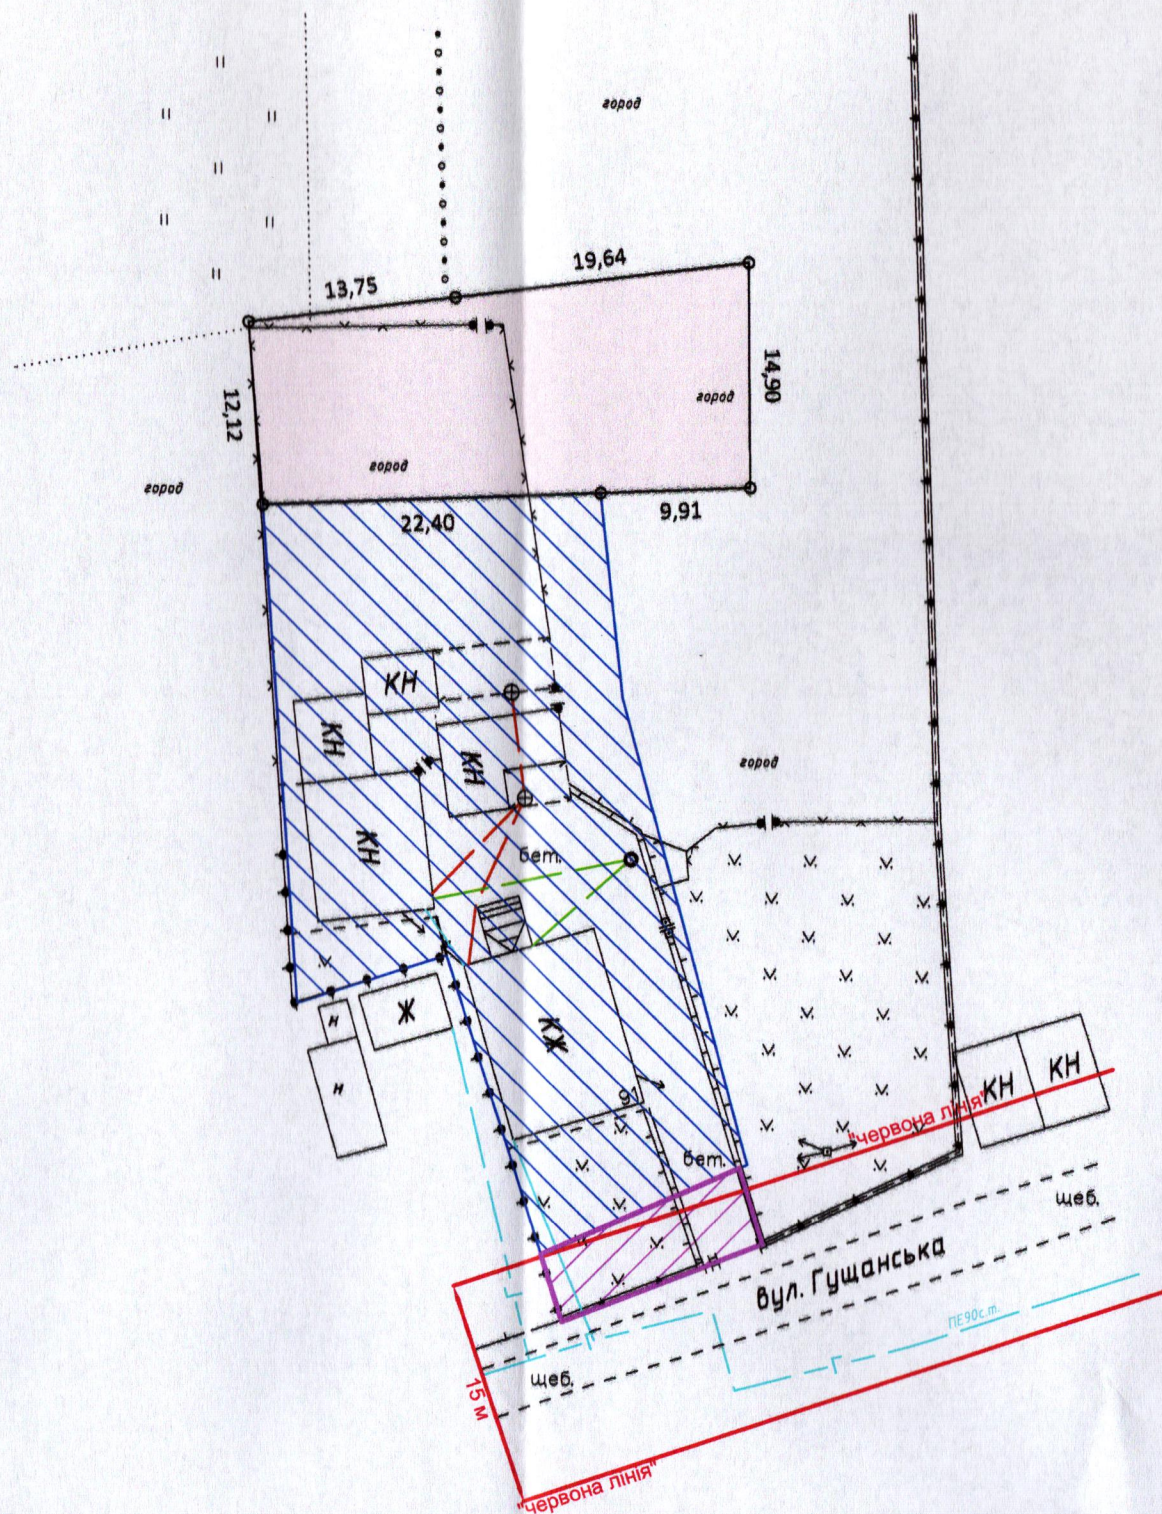 город
19,64
13,75
14,90
город
12,12
город
город
22,40
9,91
КН
КН
КН
город
КН
бет.
Ж
н
КЖ
н
91
КН
КН
"червона лінія"
бет.
щеб.
вул. Гущанська
ПЕ90с.т.
щеб.
15 м
"червона лінія"